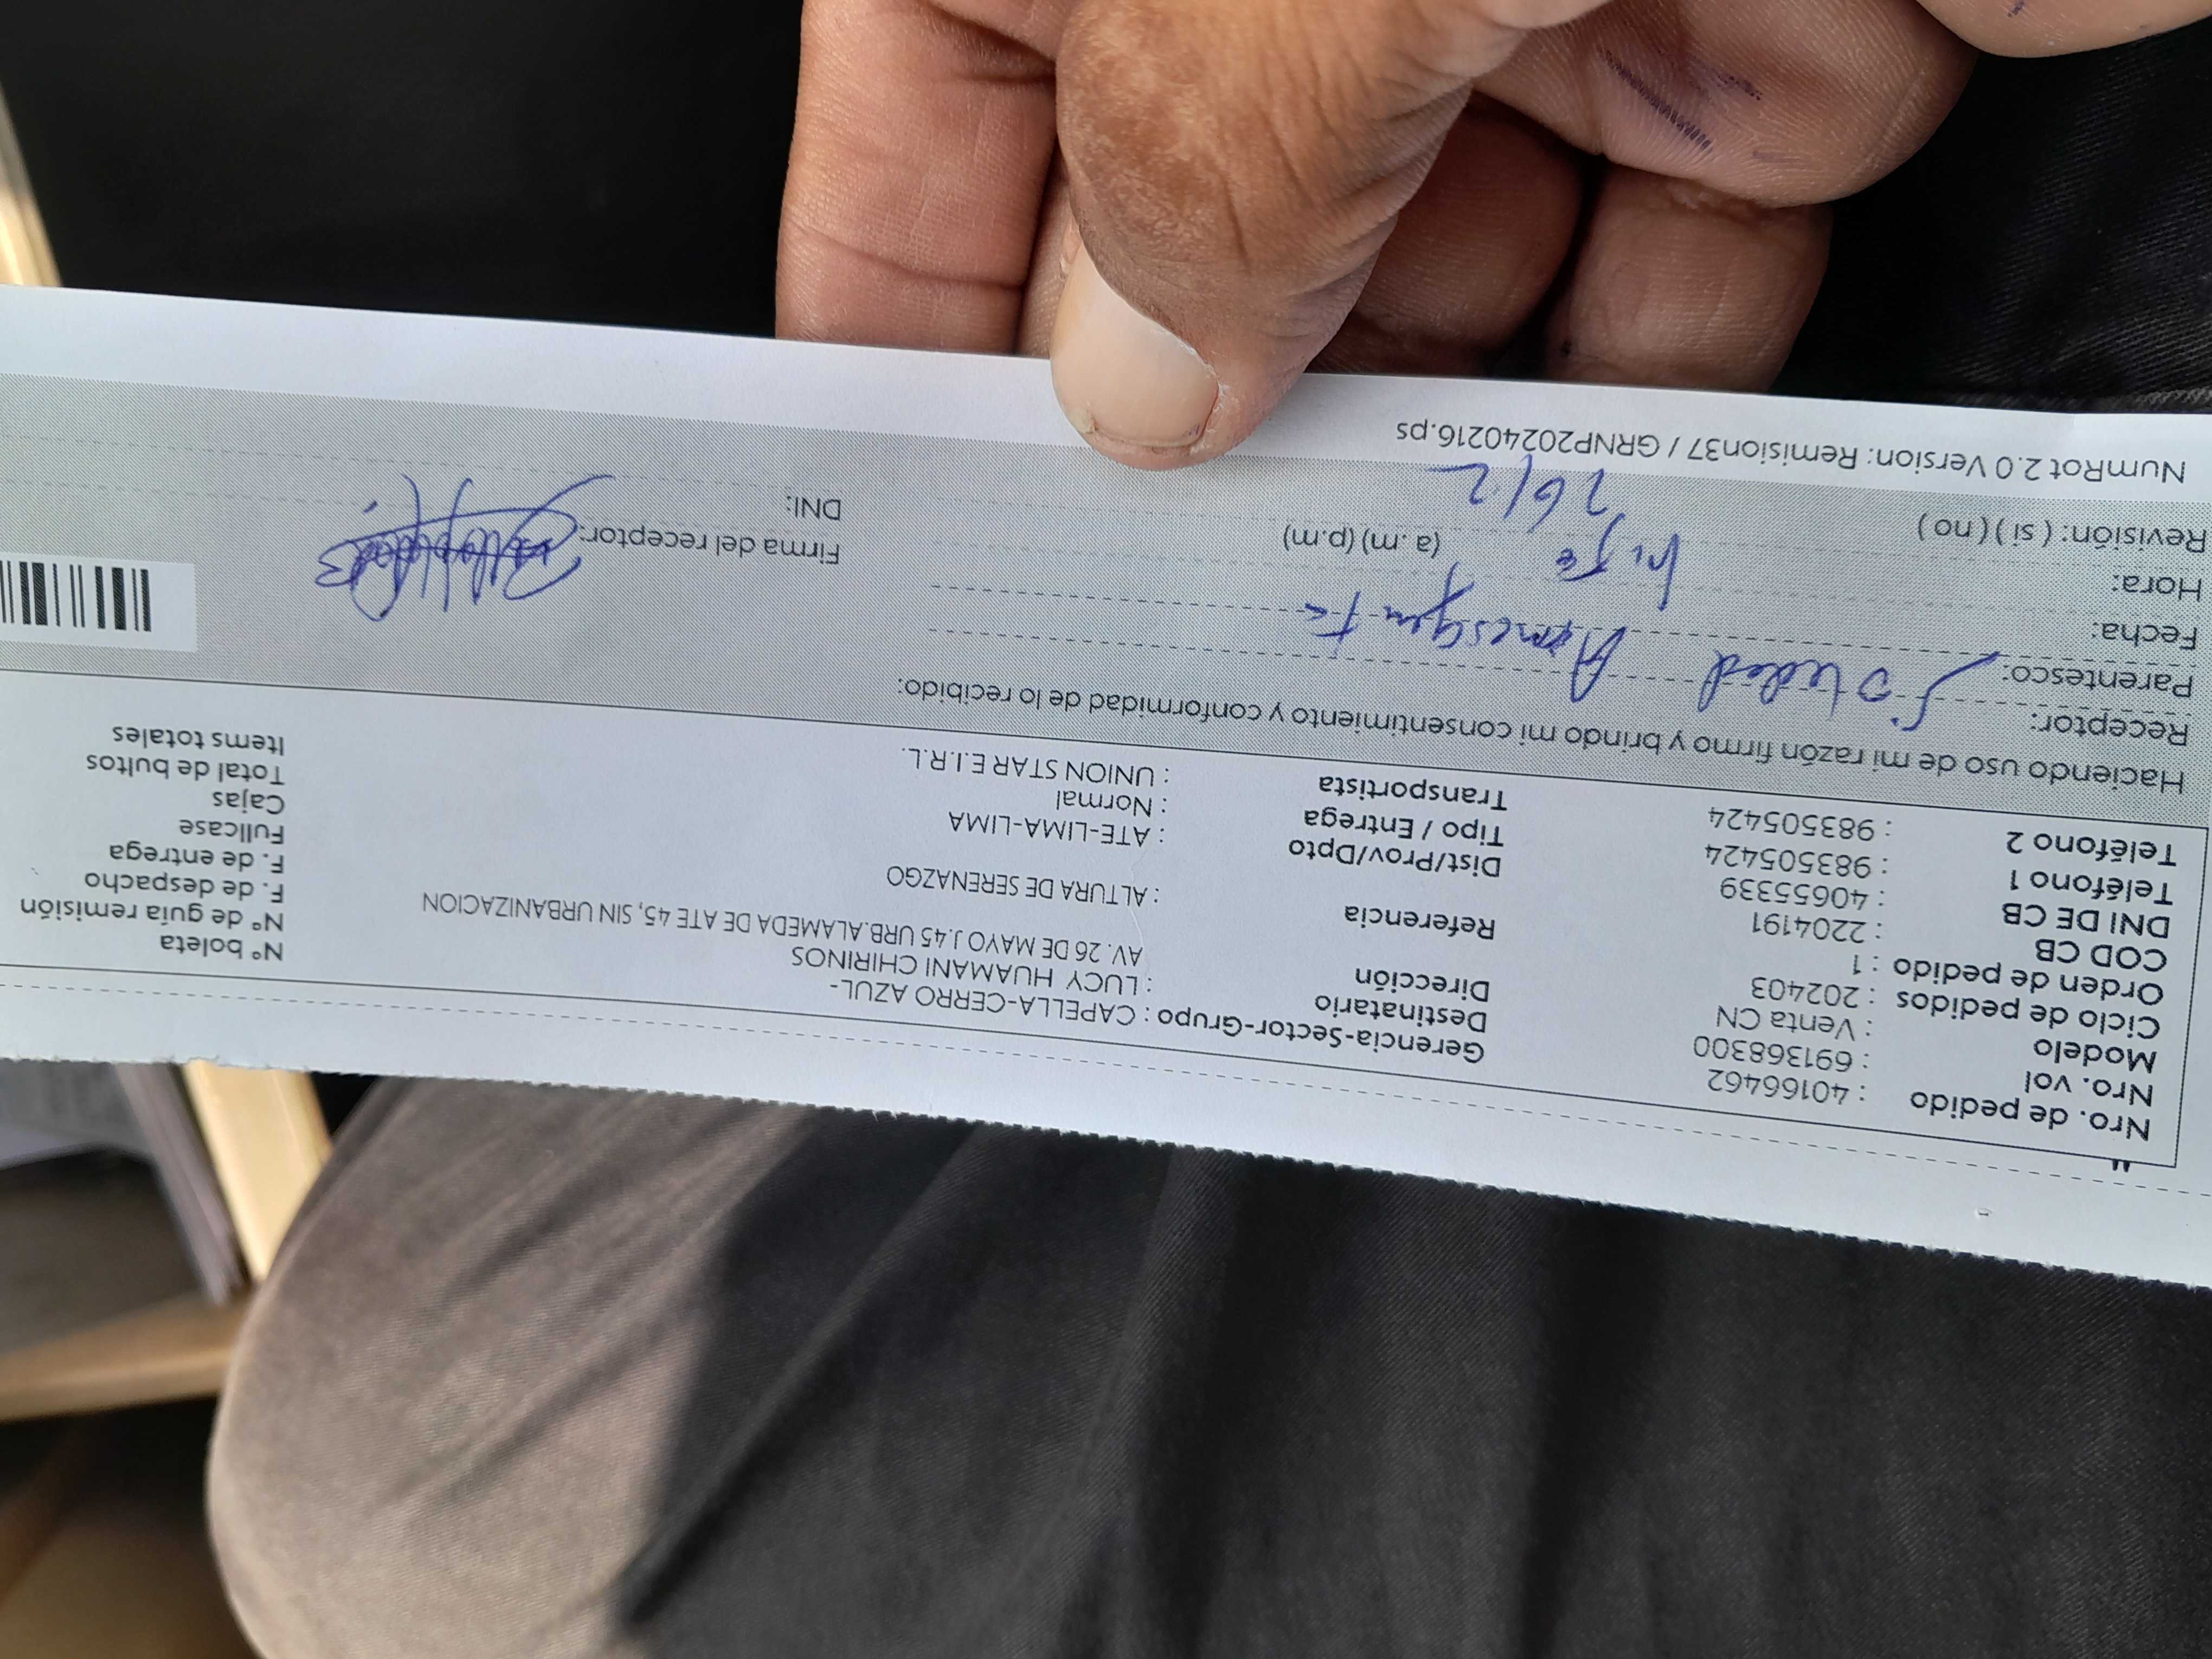 Nro. de pedido : 40166462
Nro. vol : 691368300
Modelo : Venta CN
Ciclo de pedidos : 202403
Orden de pedido : 1
COD CB : 2204191
DNI DE CB : 40655339
Teléfono 1 : 983505424
Teléfono 2 : 983505424
Gerencia-Sector-Grupo : CAPELLA-CERRO AZUL-
Destinatario : LUCY HUAMANI CHIRINOS
Dirección AV. 26 DE MAYO J.45 URB.ALAMEDA DE ATE 45, SIN URBANIZACION
Referencia : ALTURA DE SERENAZGO
Dist/Prov/Dpto : ATE-LIMA-LIMA
Tipo / Entrega : Normal
Transportista : UNION STAR E.I.R.L.
N° boleta
N° de guía remisión
F. de despacho
F. de entrega
Fullcase
Cajas
Total de bultos
Items totales
Haciendo uso de mi razón firmo y brindo mi consentimiento y conformidad de lo recibido:
Receptor: Soledad
Parentesco:
Fecha:
Hora: (a.m) (p.m)
Revisión: ( si ) ( no ) 26/2
Firma del receptor:
DNI:
NumRot 2.0 Version: Remision37 / GRNP20240216.ps